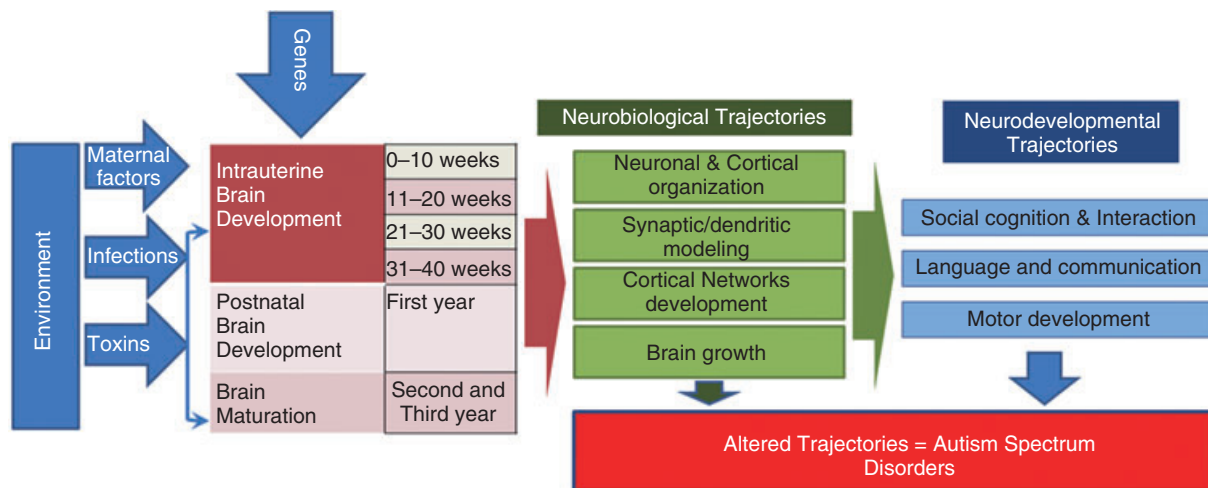 Genes
Environment
Maternal
factors
Infections
Toxins
Intrauterine
Brain
Development
0–10 weeks
11–20 weeks
21–30 weeks
31–40 weeks
Postnatal
Brain
Development
First year
Brain
Maturation
Second and
Third year
Neurobiological Trajectories
Neuronal & Cortical
organization
Synaptic/dendritic
modeling
Cortical Networks
development
Brain growth
Neurodevelopmental
Trajectories
Social cognition & Interaction
Language and communication
Motor development
Altered Trajectories = Autism Spectrum
Disorders